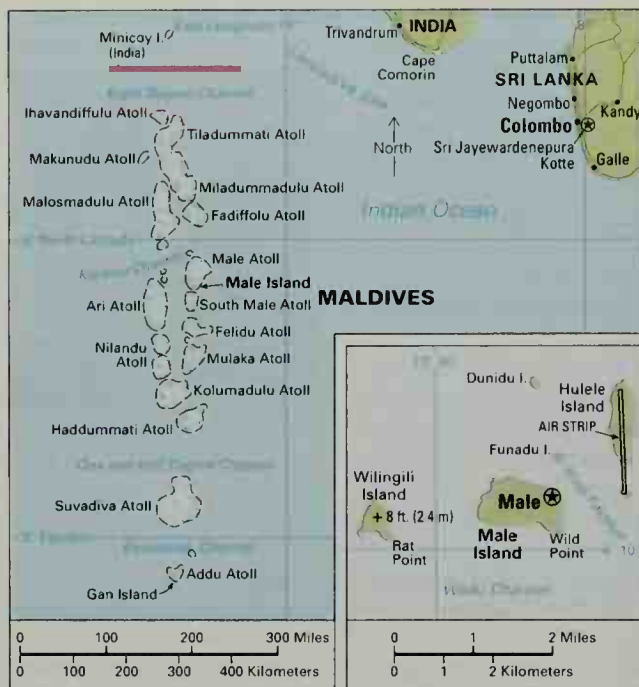 Minicoy I.
(India)
Trivandrum
INDIA
Cape
Comorin
Puttalam
SRI LANKA
Negombo
Kandy
Colombo
Sri Jayewardenepura
Kotte
Galle
North
Indian Ocean
Ihavandiffulu Atoll
Tiladummati Atoll
Makunudu Atoll
Miladummadulu Atoll
Malosmadulu Atoll
Fadiffolu Atoll
Male Atoll
Male Island
Ari Atoll
South Male Atoll
MALDIVES
Felidu Atoll
Nilandu
Atoll
Mulaka Atoll
Kolumadulu Atoll
Haddummati Atoll
Suvadiva Atoll
Addu Atoll
Gan Island
0 100 200 300 Miles
0 100 200 300 400 Kilometers
Dunidu I.
Hulele
Island
AIR STRIP
Funadu I.
Wilingili
Island
+ 8 ft. (2.4 m)
Rat
Point
Male
Male
Island
Wild
Point
10
0 1 2 Miles
0 1 2 Kilometers